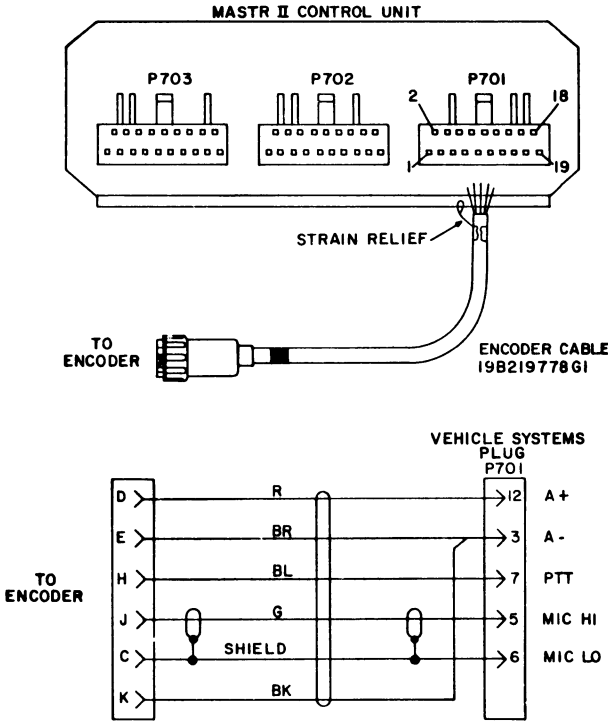 MASTR II CONTROL UNIT
P703
P702
P701
2
18
1
19
STRAIN RELIEF
TO
ENCODER
ENCODER CABLE
19B219778G1
VEHICLE SYSTEMS
PLUG
P701
D R 12 A+
E BR 3 A-
H BL 7 PTT
TO
ENCODER
J G 5 MIC HI
C SHIELD 6 MIC LO
K BK